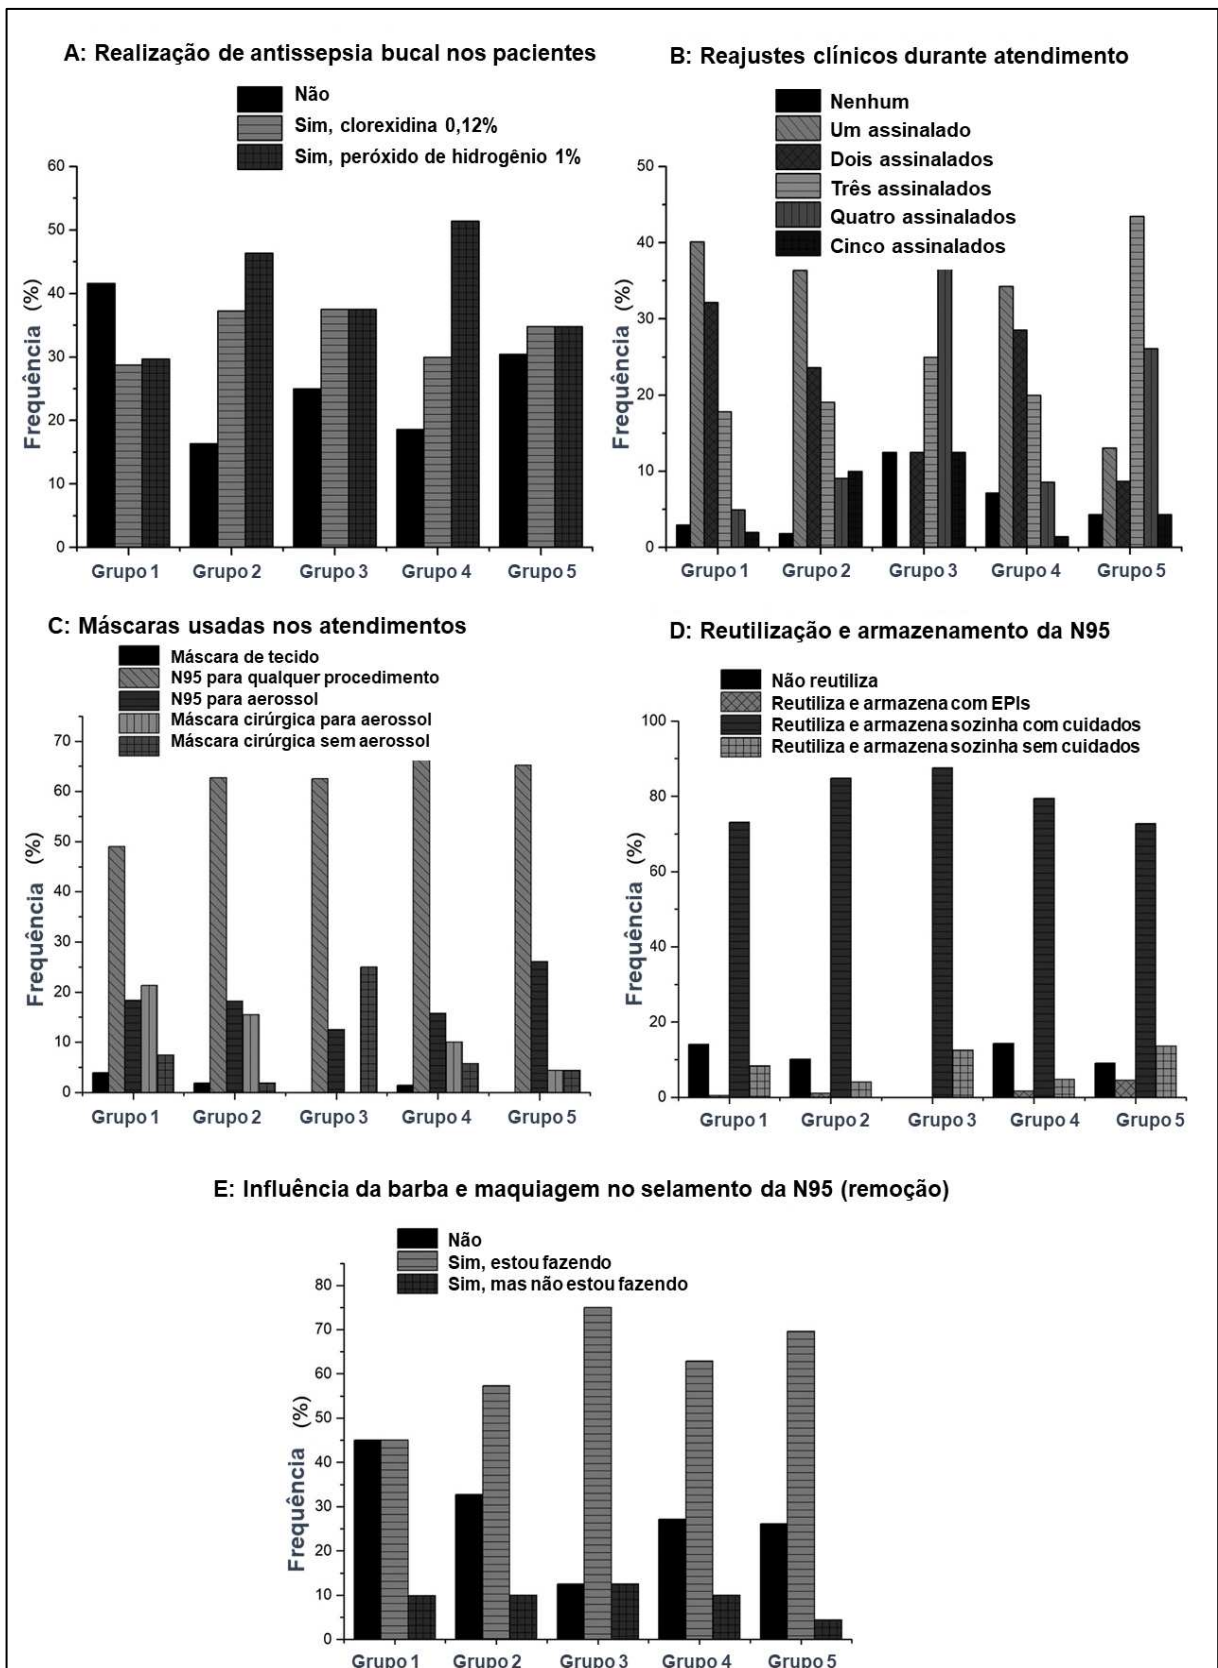 A: Realização de antissepsia bucal nos pacientes
Não
Sim, clorexidina 0,12%
Sim, peróxido de hidrogênio 1%
60
50
40
30
20
10
0
Frequência (%)
Grupo 1 Grupo 2 Grupo 3 Grupo 4 Grupo 5
B: Reajustes clínicos durante atendimento
Nenhum
Um assinalado
Dois assinalados
Três assinalados
Quatro assinalados
Cinco assinalados
50
40
30
20
10
0
Frequência (%)
Grupo 1 Grupo 2 Grupo 3 Grupo 4 Grupo 5
C: Máscaras usadas nos atendimentos
Máscara de tecido
N95 para qualquer procedimento
N95 para aerossol
Máscara cirúrgica para aerossol
Máscara cirúrgica sem aerossol
70
60
50
40
30
20
10
0
Frequência (%)
Grupo 1 Grupo 2 Grupo 3 Grupo 4 Grupo 5
D: Reutilização e armazenamento da N95
Não reutiliza
Reutiliza e armazena com EPIs
Reutiliza e armazena sozinha com cuidados
Reutiliza e armazena sozinha sem cuidados
100
80
60
40
20
0
Frequência (%)
Grupo 1 Grupo 2 Grupo 3 Grupo 4 Grupo 5
E: Influência da barba e maquiagem no selamento da N95 (remoção)
Não
Sim, estou fazendo
Sim, mas não estou fazendo
80
70
60
50
40
30
20
10
0
Frequência (%)
Grupo 1 Grupo 2 Grupo 3 Grupo 4 Grupo 5